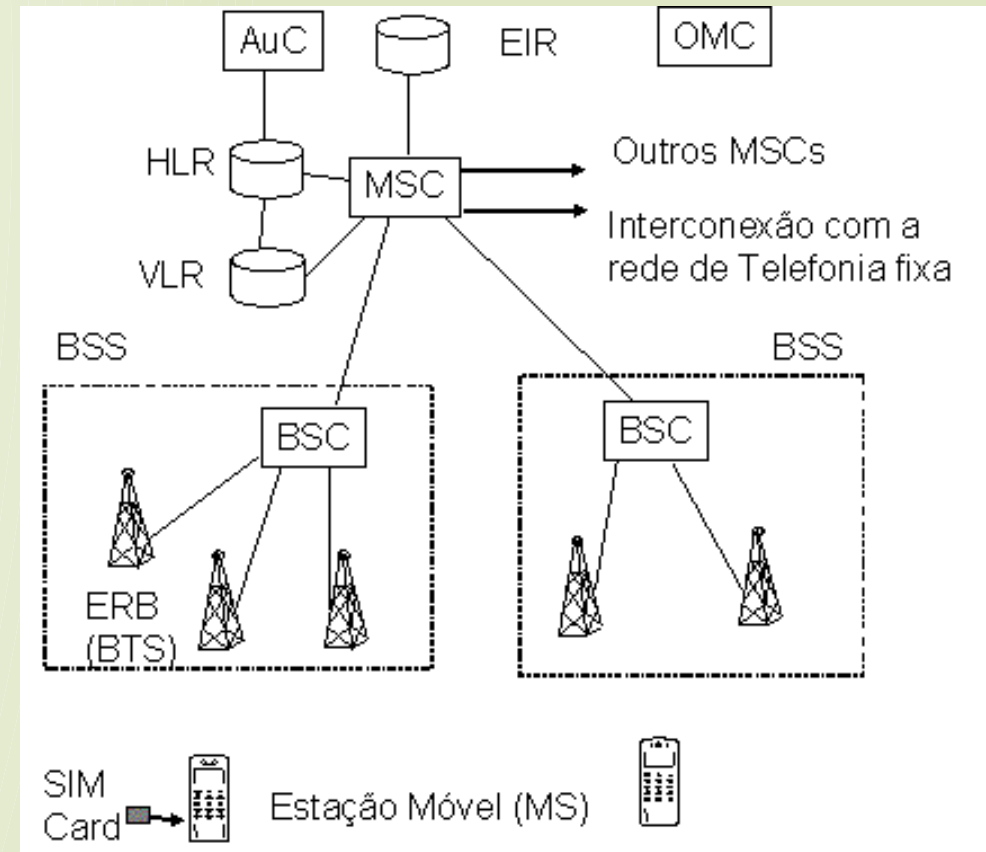 AuC
EIR
OMC
HLR
MSC
Outros MSCs
Interconexão com a
rede de Telefonia fixa
VLR
BSS
BSS
BSC
BSC
ERB
(BTS)
SIM
Card
Estação Móvel (MS)